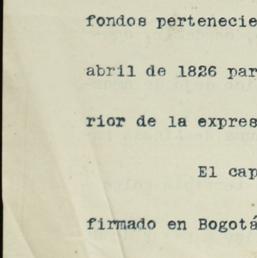 fondos pertenecie
abril de 1826 par
rior de la expres
El cap
firmado en Bogotá